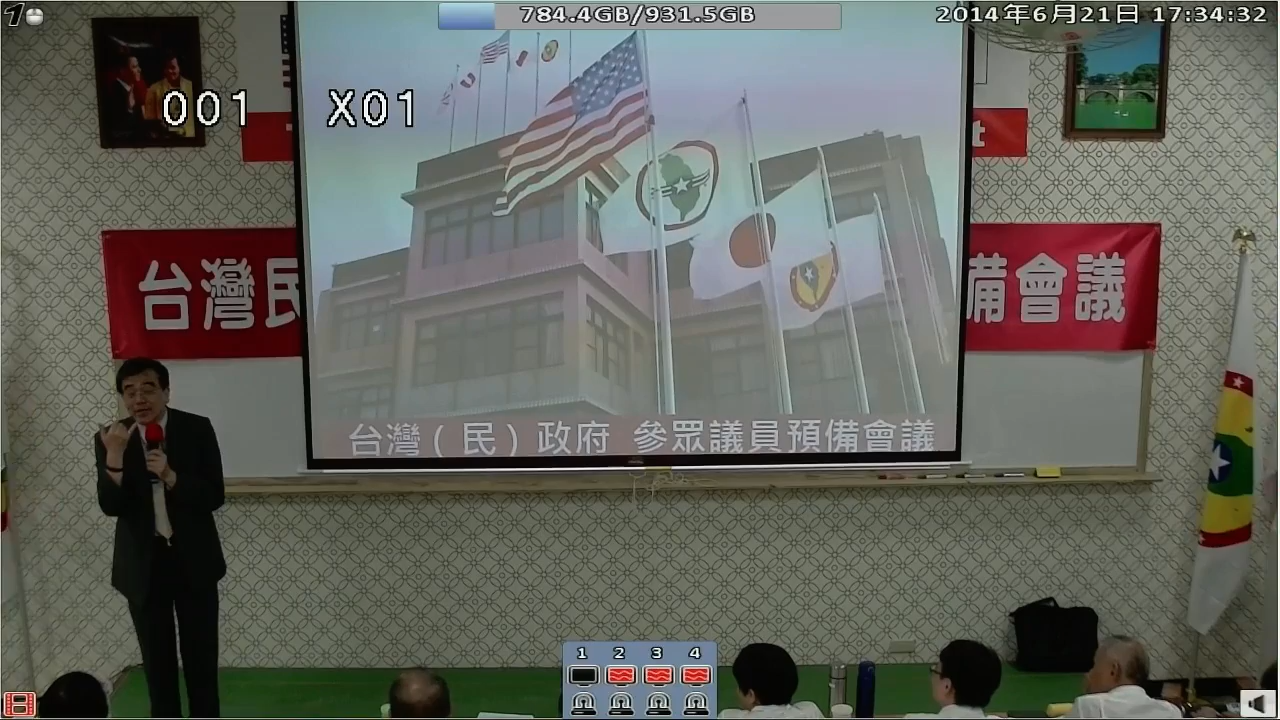 1
784.4GB/931.5GB
2014年6月21日 17:34:32
001 X01
t
台灣民
備會議
台灣(民)政府 參眾議員預備會議
1 2 3 4